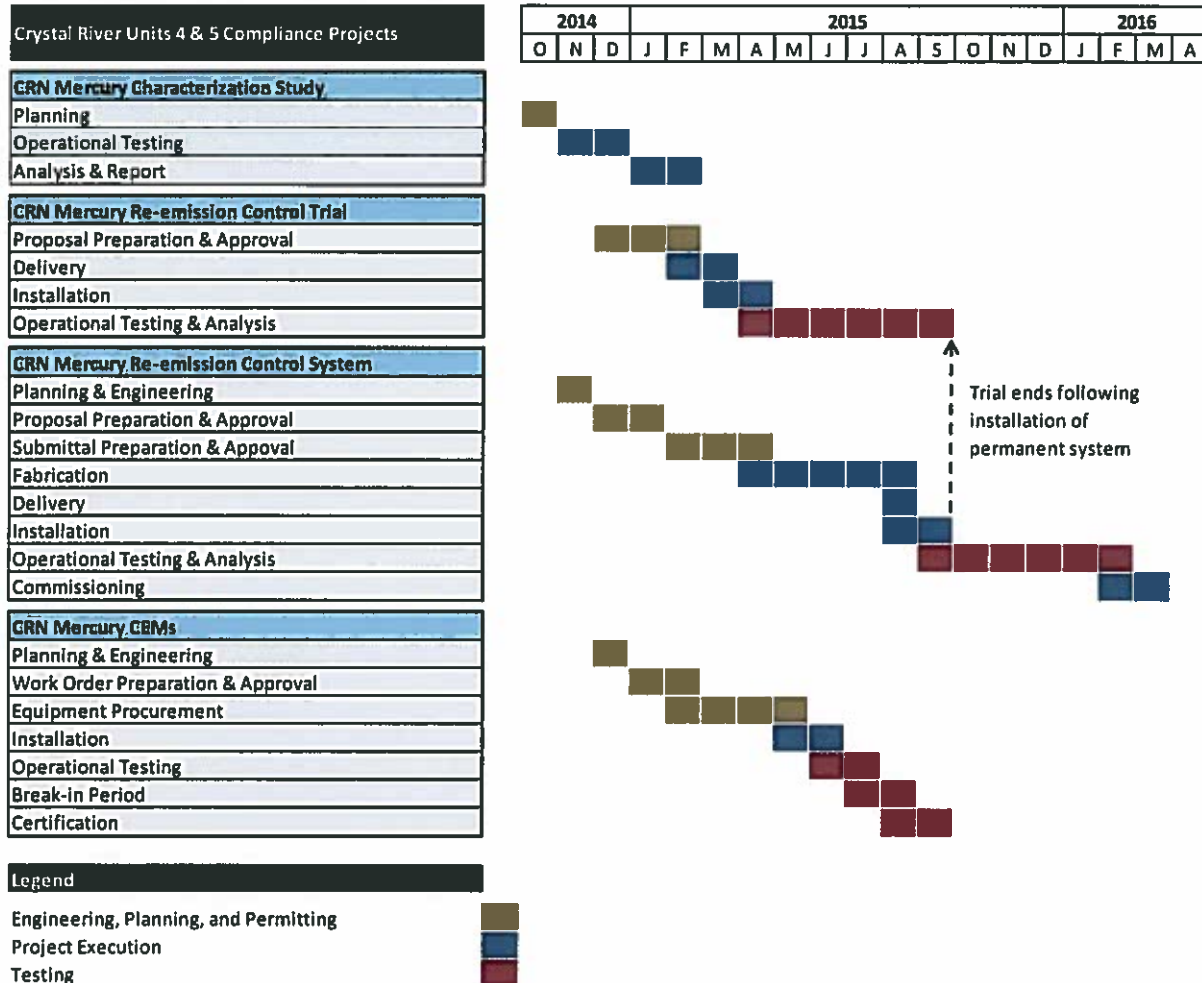 Crystal River Units 4 & 5 Compliance Projects
2014 2015 2016
O N D J F M A M J J A S O N D J F M A
CRN Mercury Characterization Study
Planning
Operational Testing
Analysis & Report
CRN Mercury Re-emission Control Trial
Proposal Preparation & Approval
Delivery
Installation
Operational Testing & Analysis
CRN Mercury Re-emission Control System
Planning & Engineering
Proposal Preparation & Approval
Submittal Preparation & Appoval
Fabrication
Delivery
Installation
Operational Testing & Analysis
Commissioning
Trial ends following
installation of
permanent system
CRN Mercury CEMs
Planning & Engineering
Work Order Preparation & Approval
Equipment Procurement
Installation
Operational Testing
Break-in Period
Certification
Legend
Engineering, Planning, and Permitting
Project Execution
Testing